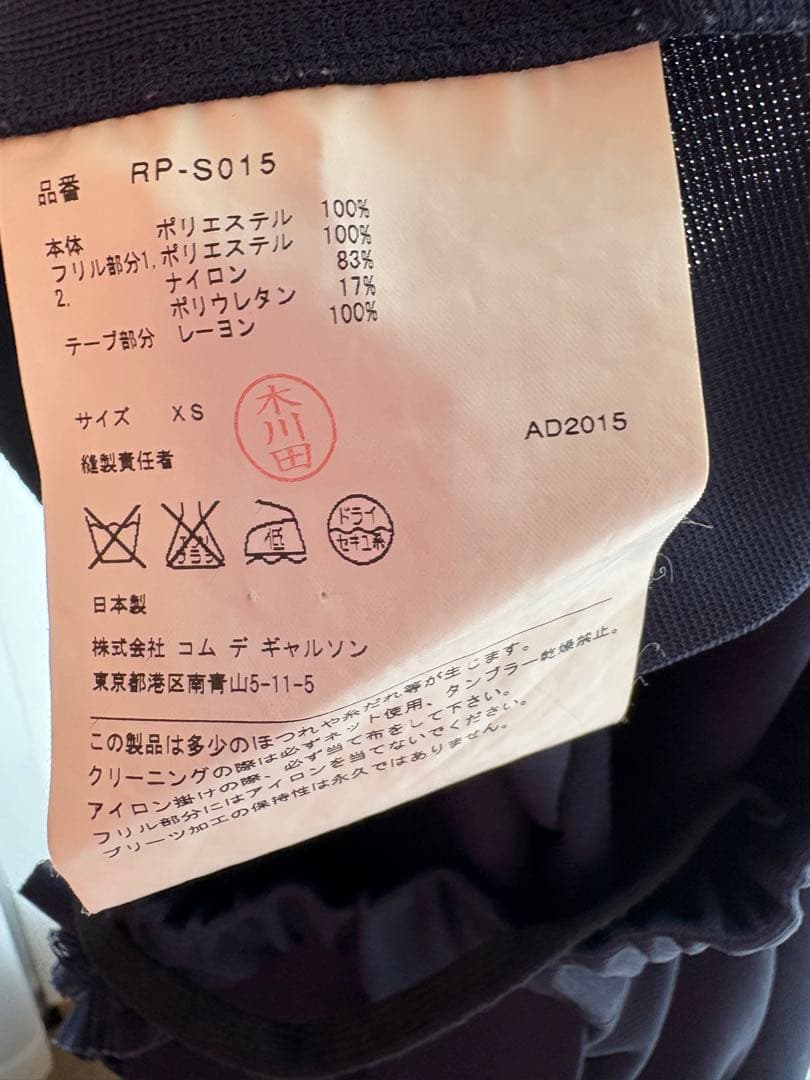 品番 RP-S015
本体 ポリエステル 100%
フリル部分1. ポリエステル 100%
2. ナイロン 83%
ポリウレタン 17%
テープ部分 レーヨン 100%
サイズ XS
木川田
AD2015
縫製責任者
エンソ サラシ
低
ドライ
セキユ系
日本製
株式会社 コム デ ギャルソン
東京都港区南青山5-11-5
この製品は多少のほつれや糸だれ等が生じます。
クリーニングの際は必ずネット使用、タンブラー乾燥禁止。
アイロン掛けの際、必ず当て布をして下さい。
フリル部分にはアイロンを当てないでください。
プリーツ加工の保持性は永久ではありません。